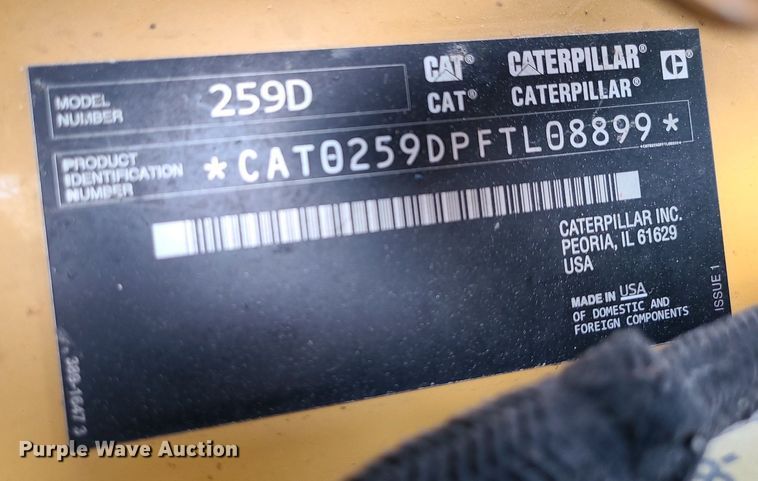 MODEL
NUMBER
259D
CAT® CATERPILLAR® C
CAT® CATERPILLAR®
PRODUCT
IDENTIFICATION
NUMBER
*CAT0259DPFTL08899*
CATERPILLAR INC.
PEORIA, IL 61629
USA
MADE IN USA
OF DOMESTIC AND
FOREIGN COMPONENTS
ISSUE 1
Purple Wave Auction